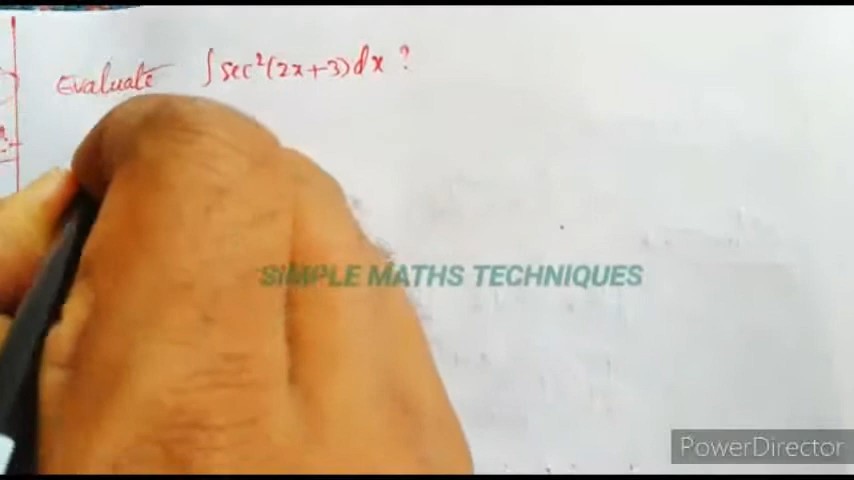 Evaluate ∫ sec²(2x+3)dx ?
SIMPLE MATHS TECHNIQUES
PowerDirector